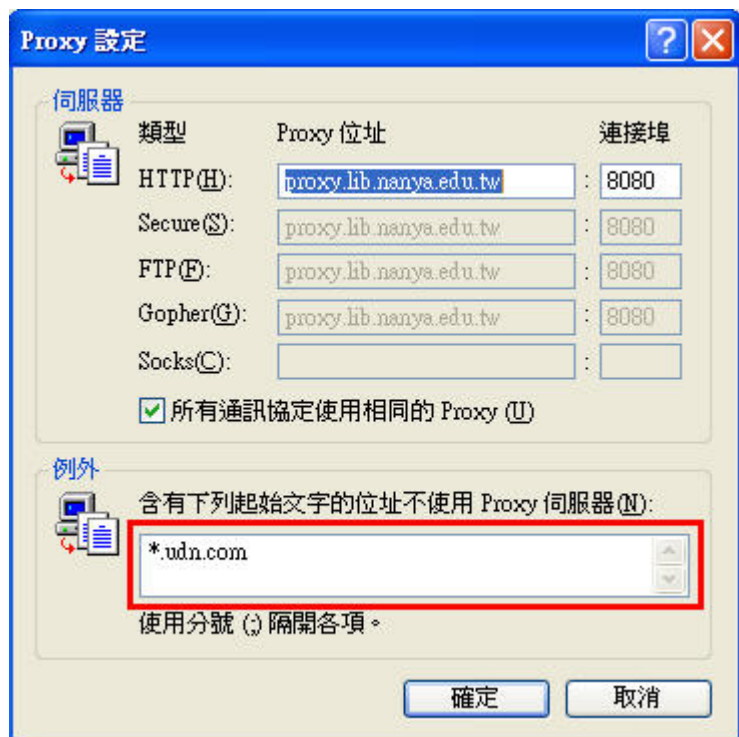 Proxy 設定
伺服器
類型 Proxy 位址 連接埠
HTTP(H): proxy.lib.nanya.edu.tw : 8080
Secure(S): proxy.lib.nanya.edu.tw : 8080
FTP(F): proxy.lib.nanya.edu.tw : 8080
Gopher(G): proxy.lib.nanya.edu.tw : 8080
Socks(C): :
所有通訊協定使用相同的 Proxy (U)
例外
含有下列起始文字的位址不使用 Proxy 伺服器(N):
*.udn.com
使用分號 (;) 隔開各項。
確定 取消